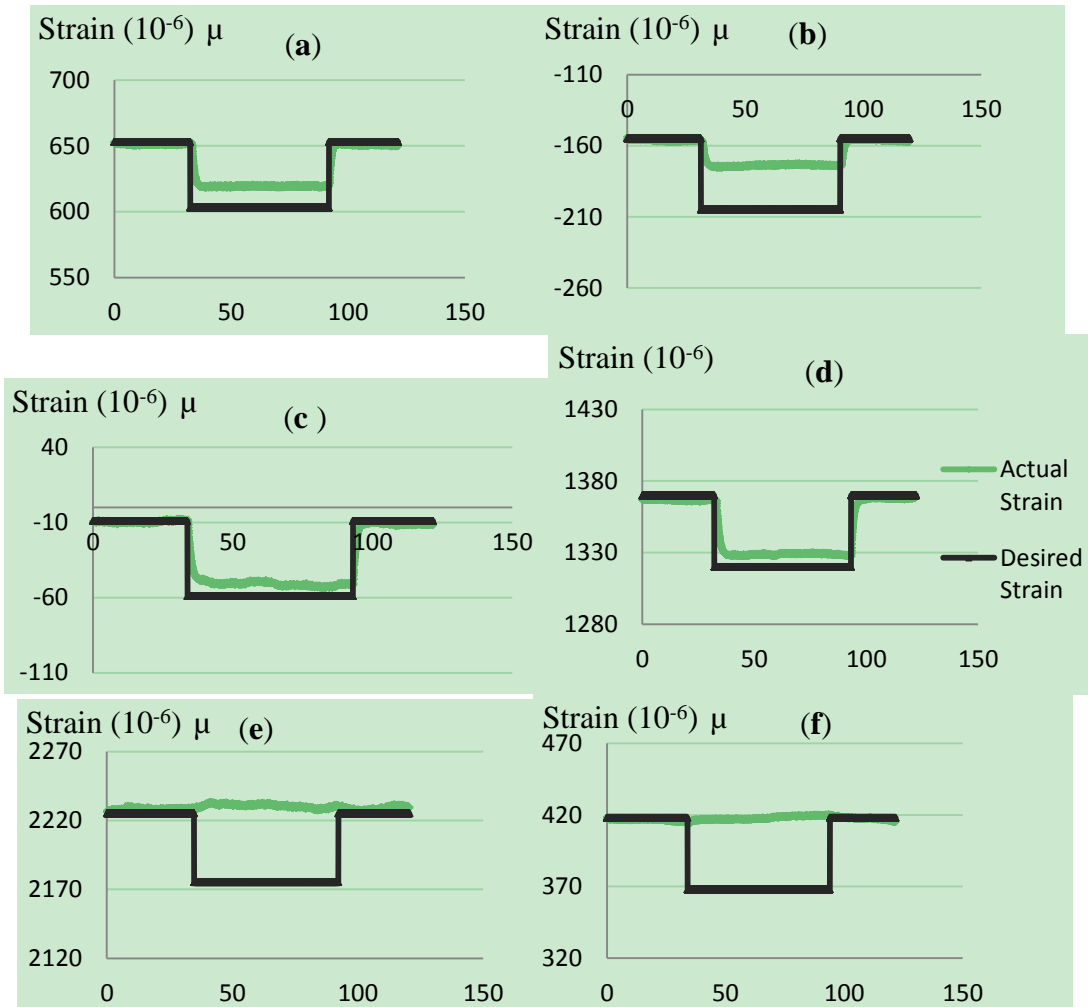 Strain (10-6) µ
(a)
700
650
600
550
0 50 100 150
Strain (10-6) µ
(b)
-110
-160
-210
-260
0 50 100 150
Strain (10-6) µ
(c )
40
-10
-60
-110
0 50 100 150
Strain (10-6)
(d)
1430
1380
1330
1280
0 50 100 150
Actual
Strain
Desired
Strain
Strain (10-6) µ
(e)
2270
2220
2170
2120
0 50 100 150
Strain (10-6) µ
(f)
470
420
370
320
0 50 100 150